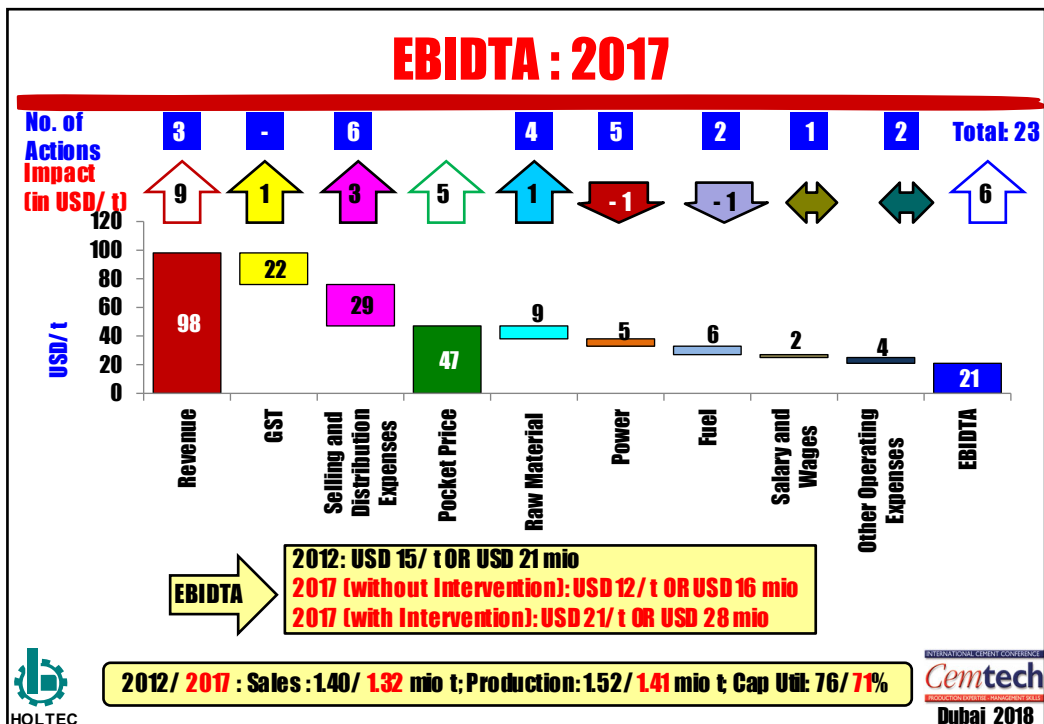 EBIDTA : 2017
No. of Actions 3 - 6 4 5 2 1 2 Total: 23
Impact (in USD/ t) 9 1 3 5 1 - 1 - 1 6
120
100
80
60
40
20
0
USD/ t
98
22
29
47
9
5
6
2
4
21
Revenue
GST
Selling and
Distribution
Expenses
Pocket Price
Raw Material
Power
Fuel
Salary and
Wages
Other Operating
Expenses
EBIDTA
EBIDTA
2012: USD 15/ t OR USD 21 mio
2017 (without Intervention): USD 12/ t OR USD 16 mio
2017 (with Intervention): USD 21/ t OR USD 28 mio
2012/ 2017 : Sales : 1.40/ 1.32 mio t; Production: 1.52/ 1.41 mio t; Cap Util: 76/ 71%
HOLTEC
INTERNATIONAL CEMENT CONFERENCE
Cemtech
PRODUCTION EXPERTISE - MANAGEMENT SKILLS
Dubai 2018